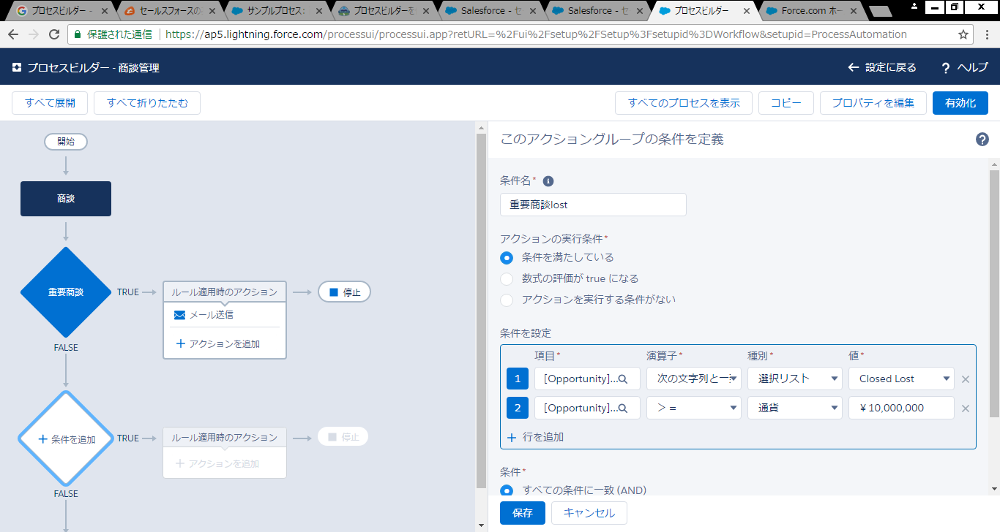 プロセスビルダー
セールスフォースの
サンプルプロセス:
プロセスビルダーを
Salesforce - セ
Salesforce - セ
プロセスビルダー
Force.com ホー
保護された通信
https://ap5.lightning.force.com/processui/processui.app?retURL=%2Fui%2Fsetup%2FSetup%3Fsetupid%3DWorkflow&setupid=ProcessAutomation
プロセスビルダー - 商談管理
設定に戻る
? ヘルプ
すべて展開
すべて折りたたむ
すべてのプロセスを表示
コピー
プロパティを編集
有効化
開始
商談
重要商談
TRUE
ルール適用時のアクション
停止
メール送信
+ アクションを追加
FALSE
+ 条件を追加
TRUE
ルール適用時のアクション
停止
+ アクションを追加
FALSE
このアクショングループの条件を定義
?
条件名* i
重要商談lost
アクションの実行条件*
条件を満たしている
数式の評価が true になる
アクションを実行する条件がない
条件を設定
項目* 演算子* 種別* 値*
1 [Opportunity]... 次の文字列と一 選択リスト Closed Lost ×
2 [Opportunity]... > = 通貨 ¥ 10,000,000 ×
+ 行を追加
条件*
すべての条件に一致 (AND)
保存
キャンセル